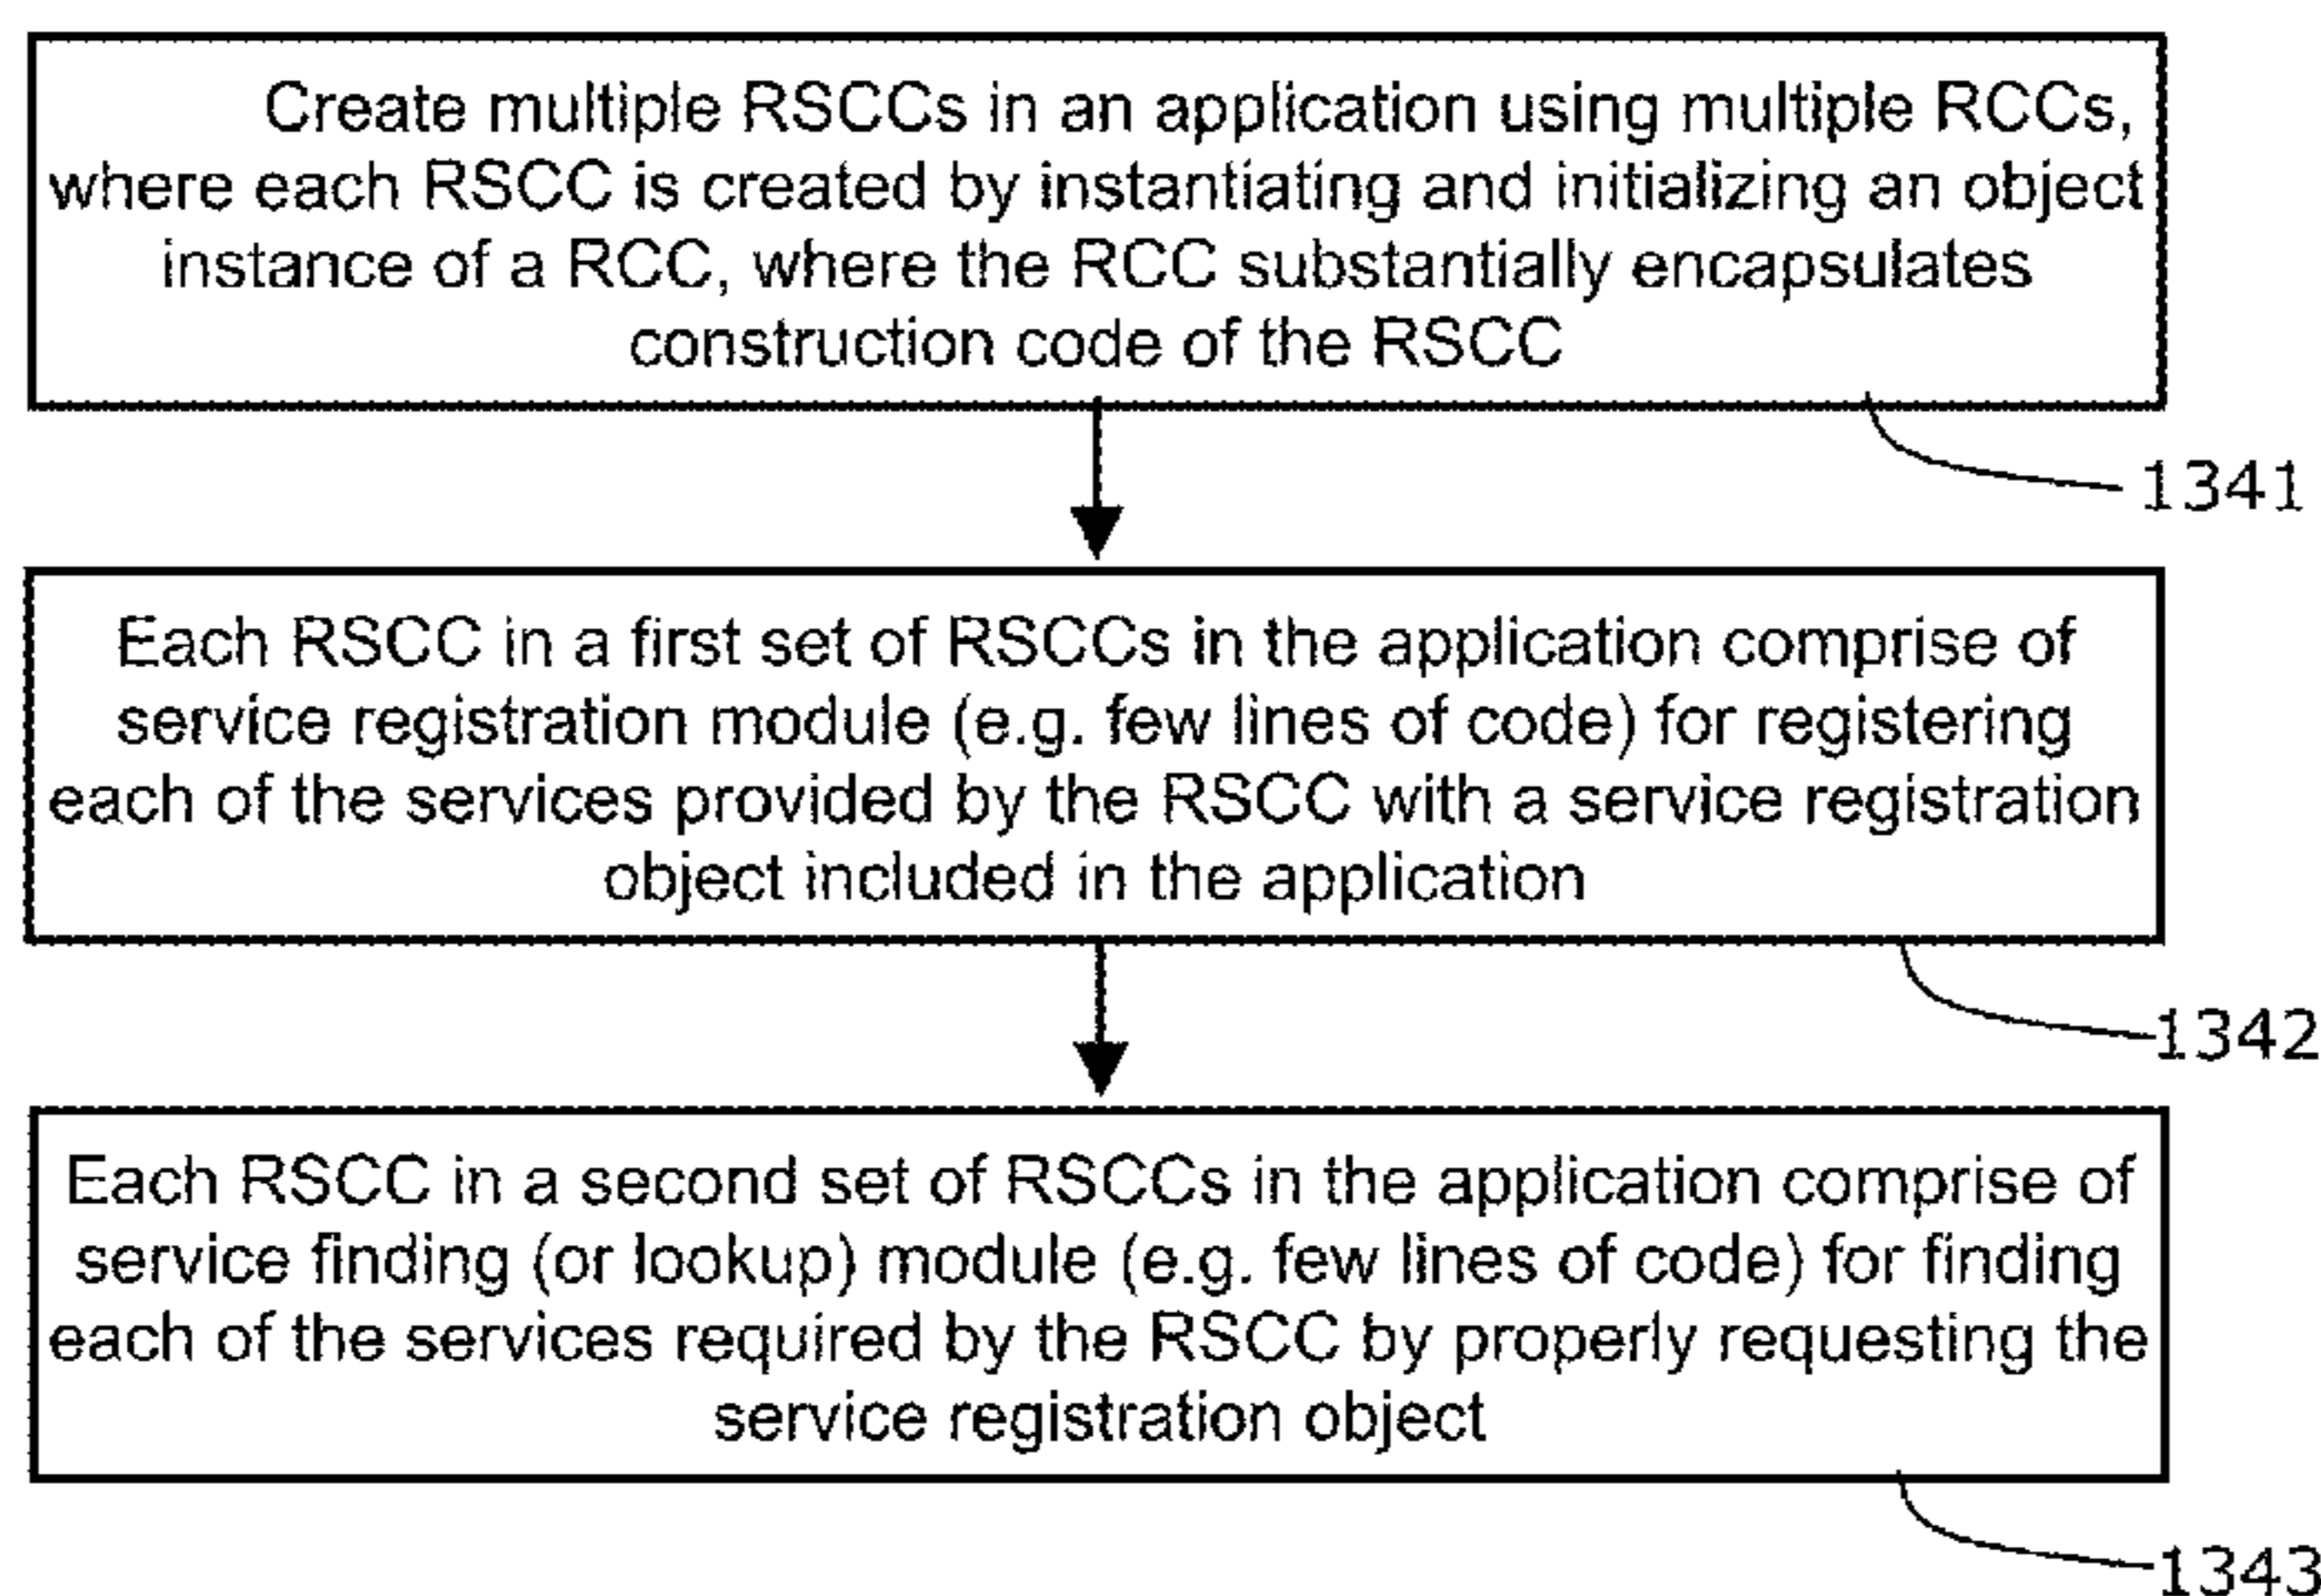 Create multiple RSCCs in an application using multiple RCCs,
where each RSCC is created by instantiating and initializing an object
instance of a RCC, where the RCC substantially encapsulates
construction code of the RSCC
1341
Each RSCC in a first set of RSCCs in the application comprise of
service registration module (e.g. few lines of code) for registering
each of the services provided by the RSCC with a service registration
object included in the application
1342
Each RSCC in a second set of RSCCs in the application comprise of
service finding (or lookup) module (e.g. few lines of code) for finding
each of the services required by the RSCC by properly requesting the
service registration object
1343